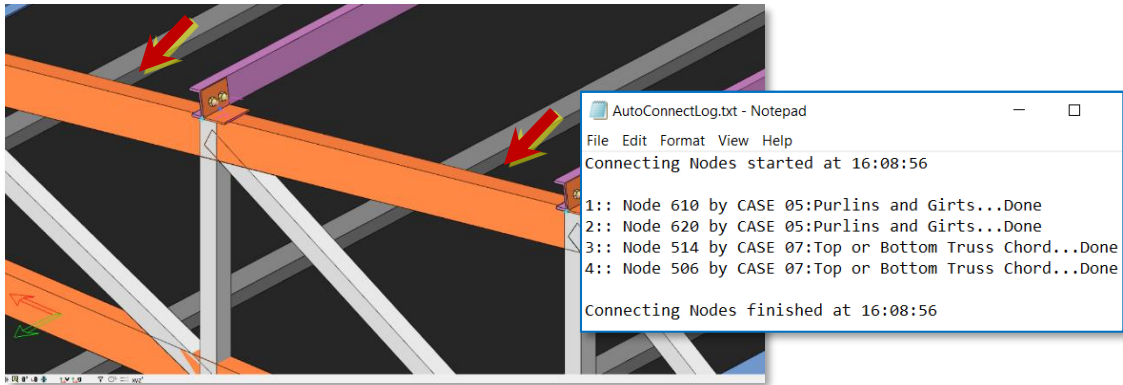 AutoConnectLog.txt - Notepad
File Edit Format View Help
Connecting Nodes started at 16:08:56
1:: Node 610 by CASE 05:Purlins and Girts...Done
2:: Node 620 by CASE 05:Purlins and Girts...Done
3:: Node 514 by CASE 07:Top or Bottom Truss Chord...Done
4:: Node 506 by CASE 07:Top or Bottom Truss Chord...Done
Connecting Nodes finished at 16:08:56